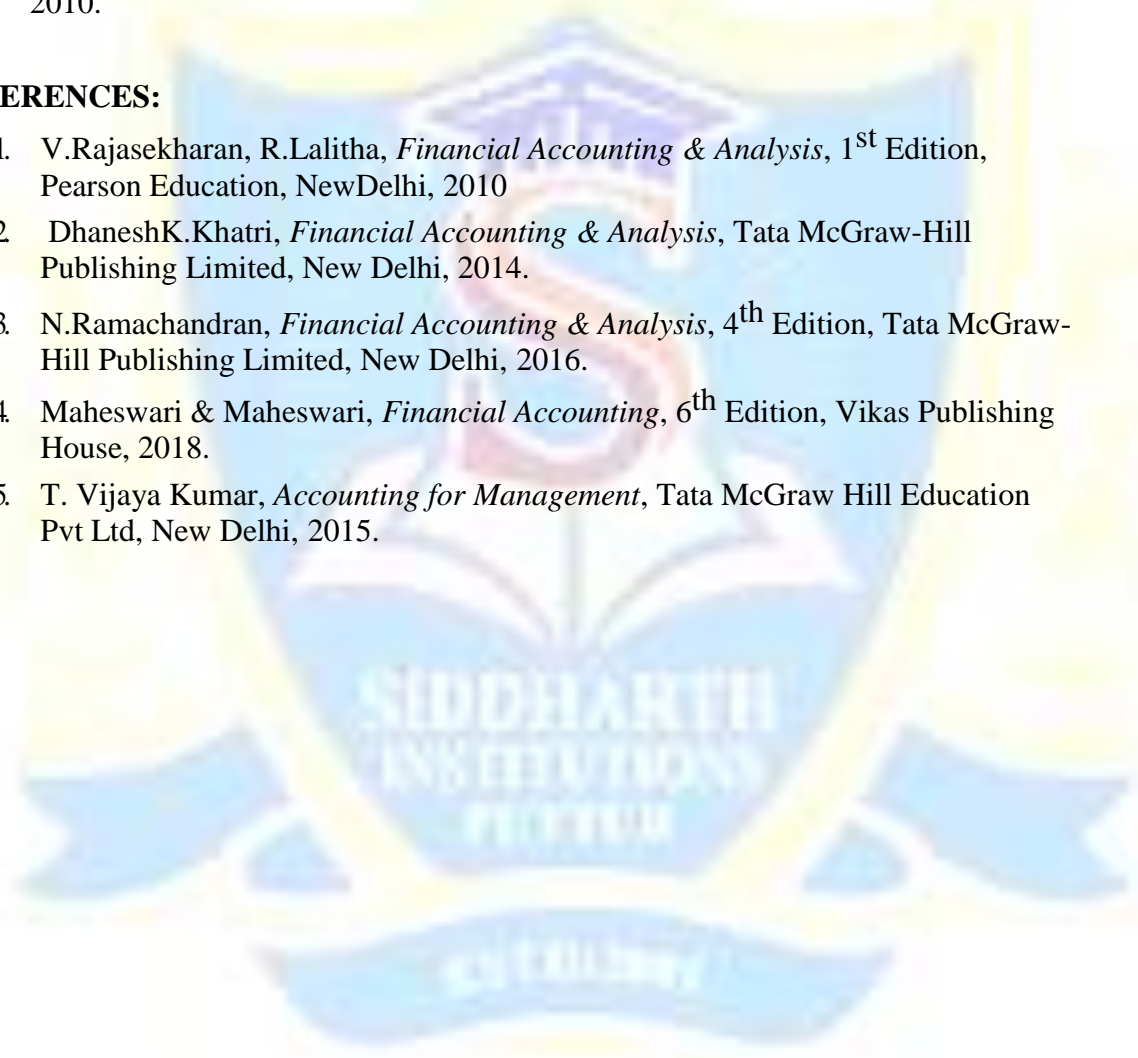 2010.
ERENCES:
1. V.Rajasekharan, R.Lalitha, Financial Accounting & Analysis, 1st Edition,
Pearson Education, NewDelhi, 2010
2. DhaneshK.Khatri, Financial Accounting & Analysis, Tata McGraw-Hill
Publishing Limited, New Delhi, 2014.
3. N.Ramachandran, Financial Accounting & Analysis, 4th Edition, Tata McGraw-
Hill Publishing Limited, New Delhi, 2016.
4. Maheswari & Maheswari, Financial Accounting, 6th Edition, Vikas Publishing
House, 2018.
5. T. Vijaya Kumar, Accounting for Management, Tata McGraw Hill Education
Pvt Ltd, New Delhi, 2015.
S
SIDDHARTH
INSTITUTIONS
PUTTUR